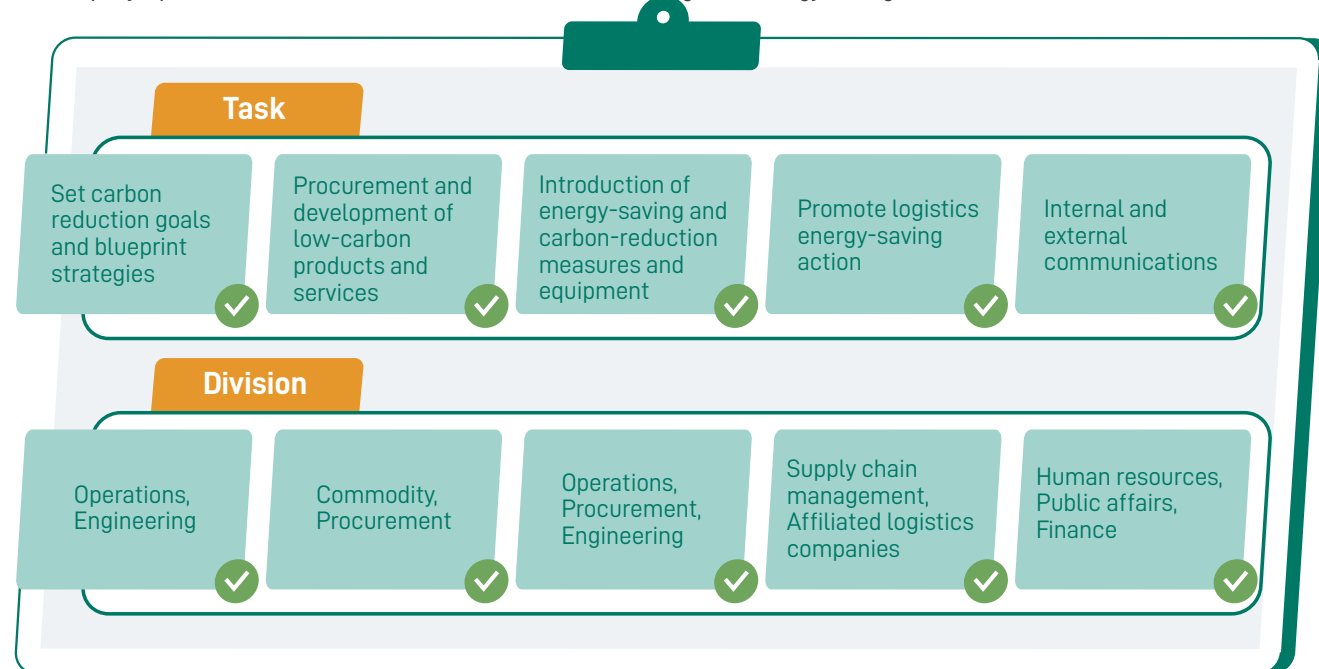 Task
Set carbon
reduction goals
and blueprint
strategies
Procurement and
development of
low-carbon
products and
services
Introduction of
energy-saving and
carbon-reduction
measures and
equipment
Promote logistics
energy-saving
action
Internal and
external
communications
Division
Operations,
Engineering
Commodity,
Procurement
Operations,
Procurement,
Engineering
Supply chain
management,
Affiliated logistics
companies
Human resources,
Public affairs,
Finance